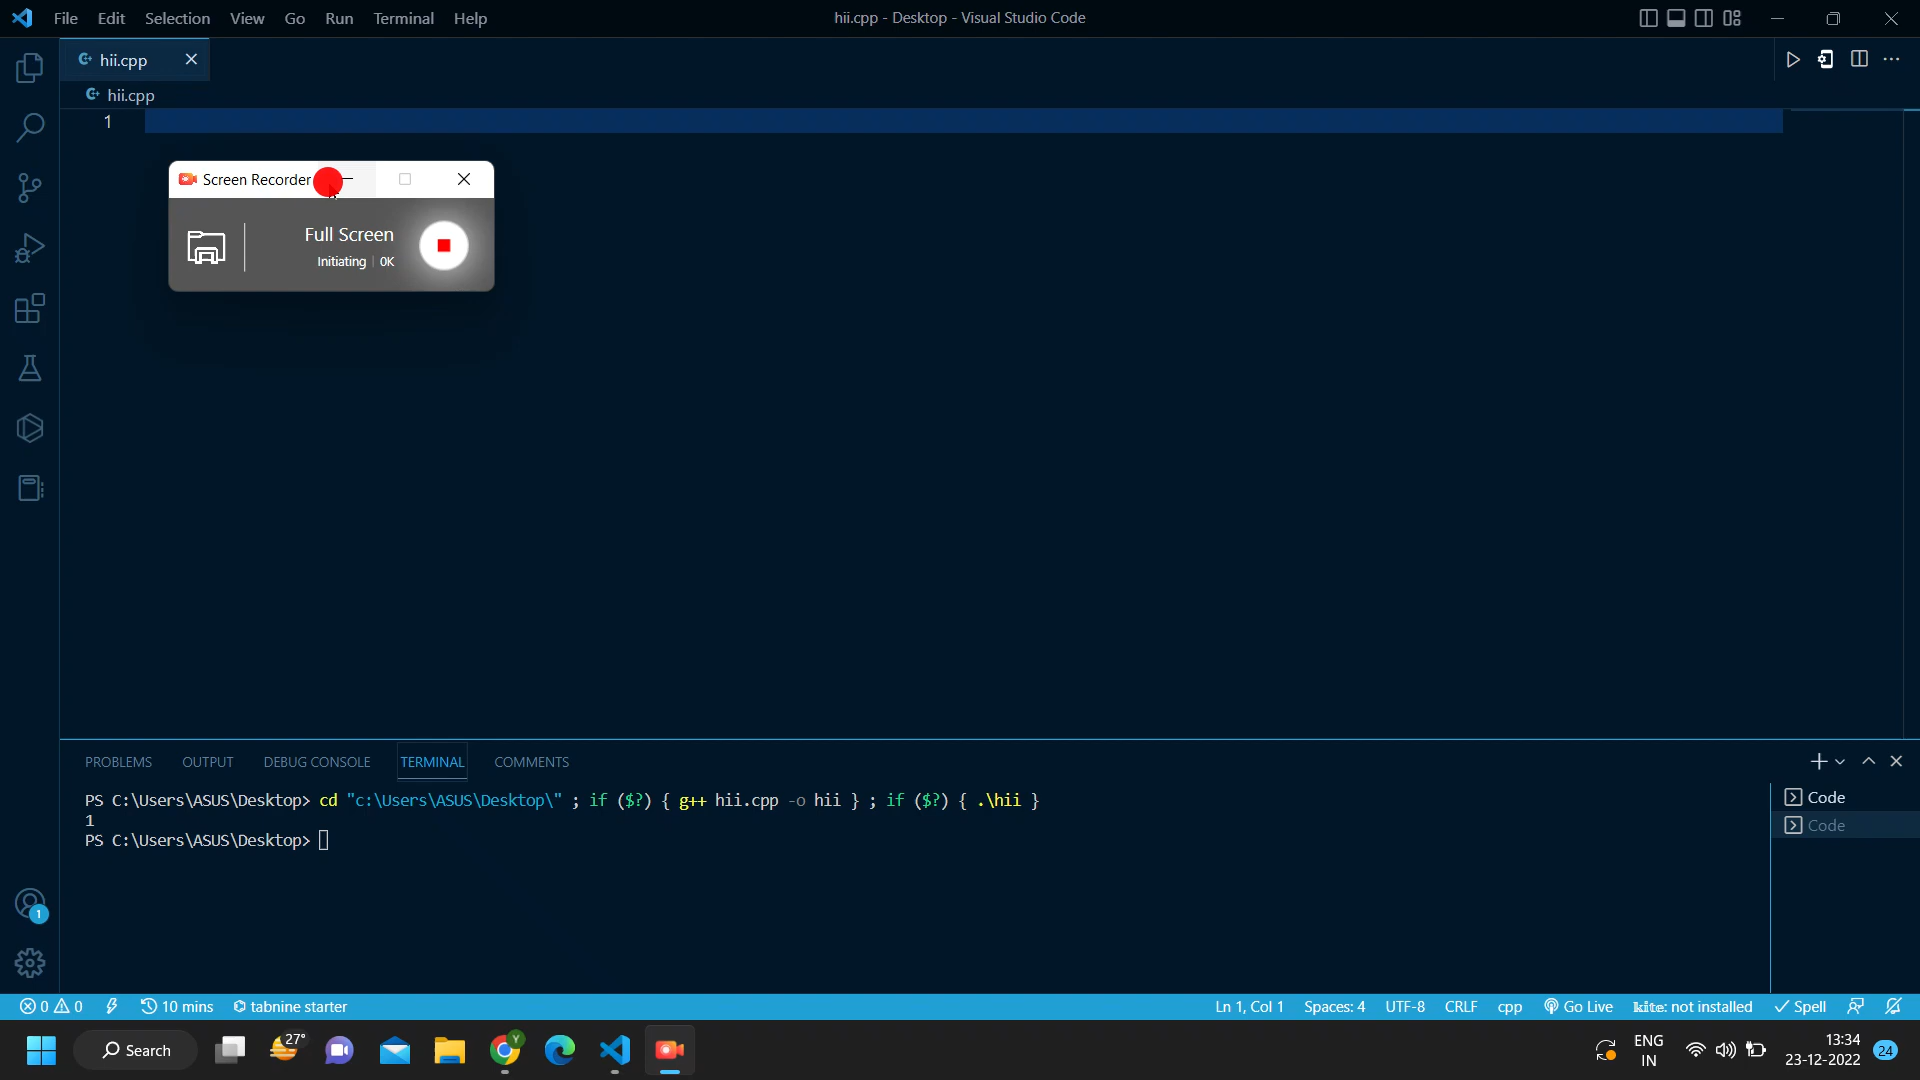 File Edit Selection View Go Run Terminal Help
hii.cpp - Desktop - Visual Studio Code
hii.cpp
hii.cpp
1
Screen Recorder
Full Screen
Initiating | 0K
PROBLEMS OUTPUT DEBUG CONSOLE TERMINAL COMMENTS
PS C:\Users\ASUS\Desktop> cd "c:\Users\ASUS\Desktop\" ; if ($?) { g++ hii.cpp -o hii } ; if ($?) { .\hii }
1
PS C:\Users\ASUS\Desktop>
Code
Code
1
0 0 10 mins tabnine starter
Ln 1, Col 1 Spaces: 4 UTF-8 CRLF cpp Go Live kite: not installed Spell
Search
27°
Y
ENG
IN
13:34
23-12-2022
24